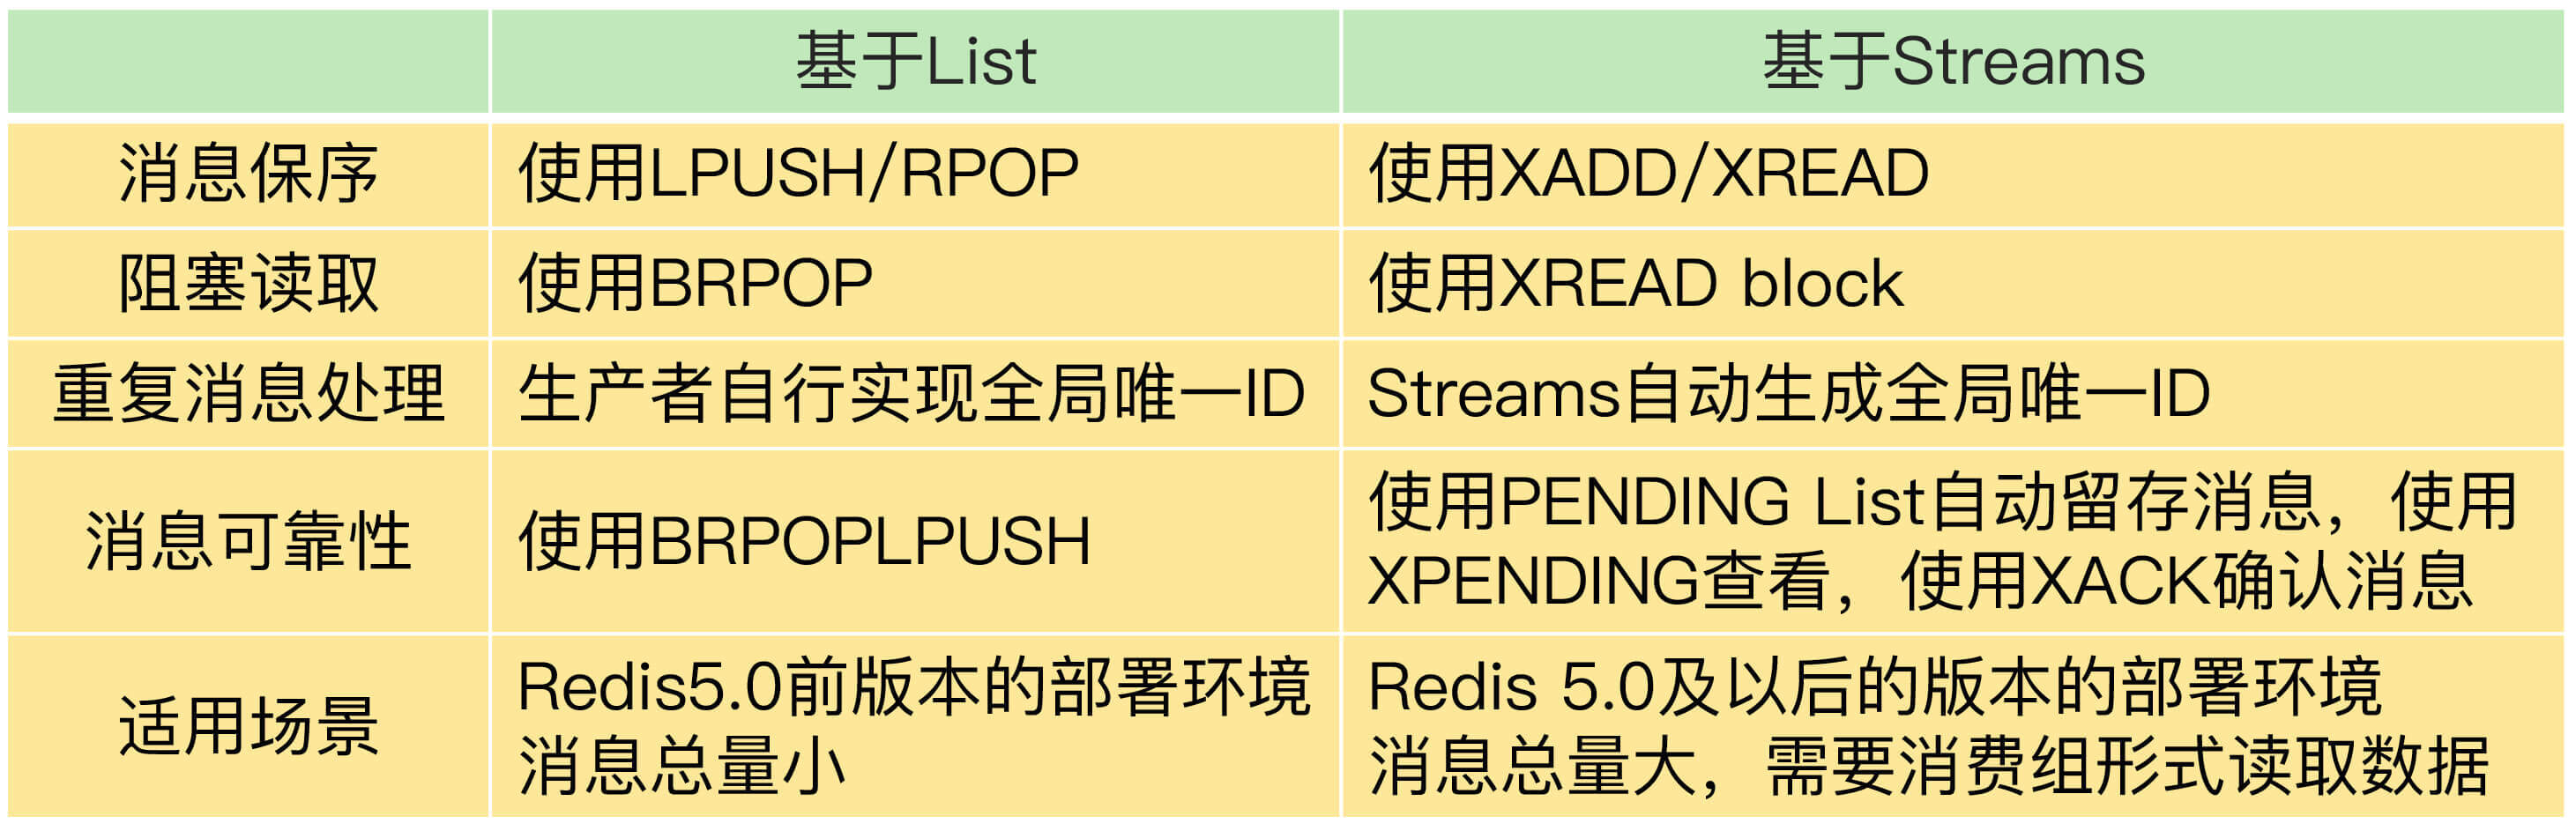 基于List
基于Streams
消息保序
使用LPUSH/RPOP
使用XADD/XREAD
阻塞读取
使用BRPOP
使用XREAD block
重复消息处理
生产者自行实现全局唯一ID
Streams自动生成全局唯一ID
消息可靠性
使用BRPOPLPUSH
使用PENDING List自动留存消息，使用
XPENDING查看，使用XACK确认消息
适用场景
Redis5.0前版本的部署环境
消息总量小
Redis 5.0及以后的版本的部署环境
消息总量大，需要消费组形式读取数据